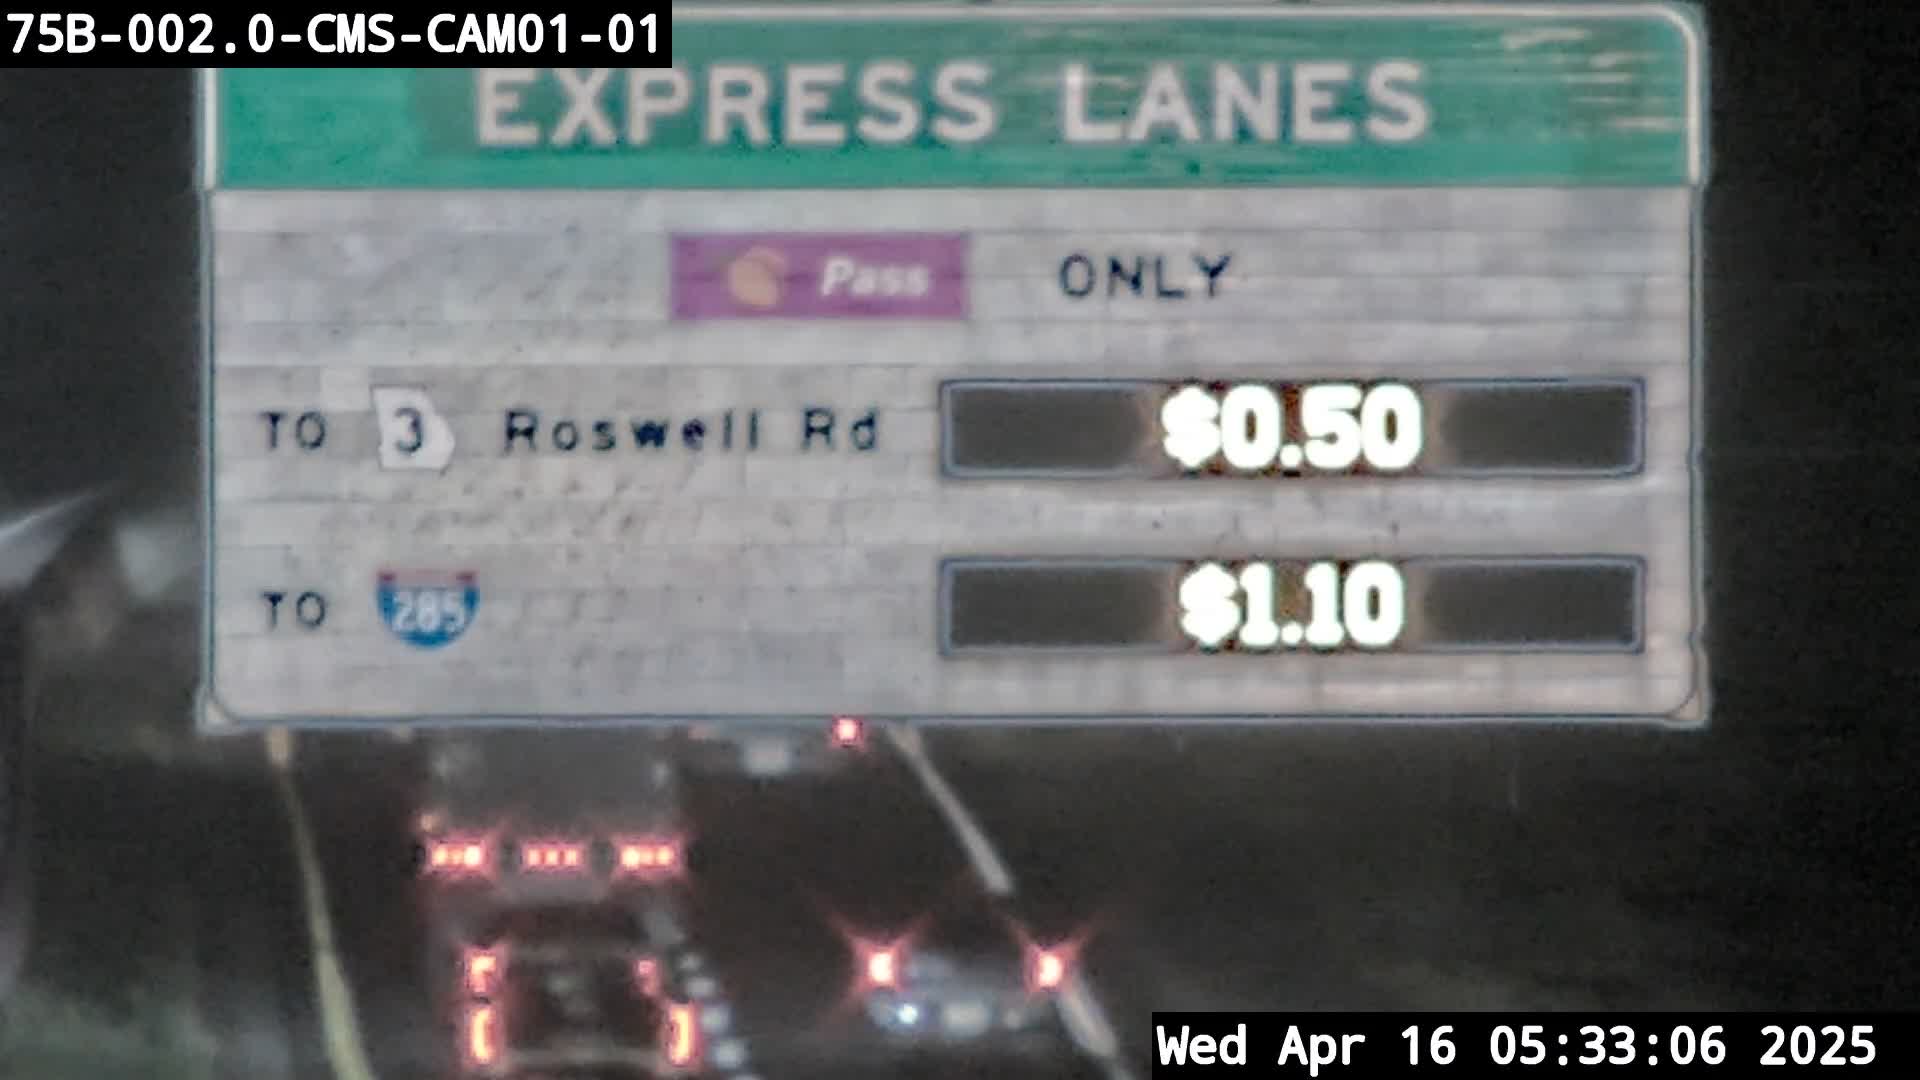 75B-002.0-CMS-CAM01-01
EXPRESS LANES
Pass ONLY
TO 3 Roswell Rd $0.50
TO 285 $1.10
Wed Apr 16 05:33:06 2025